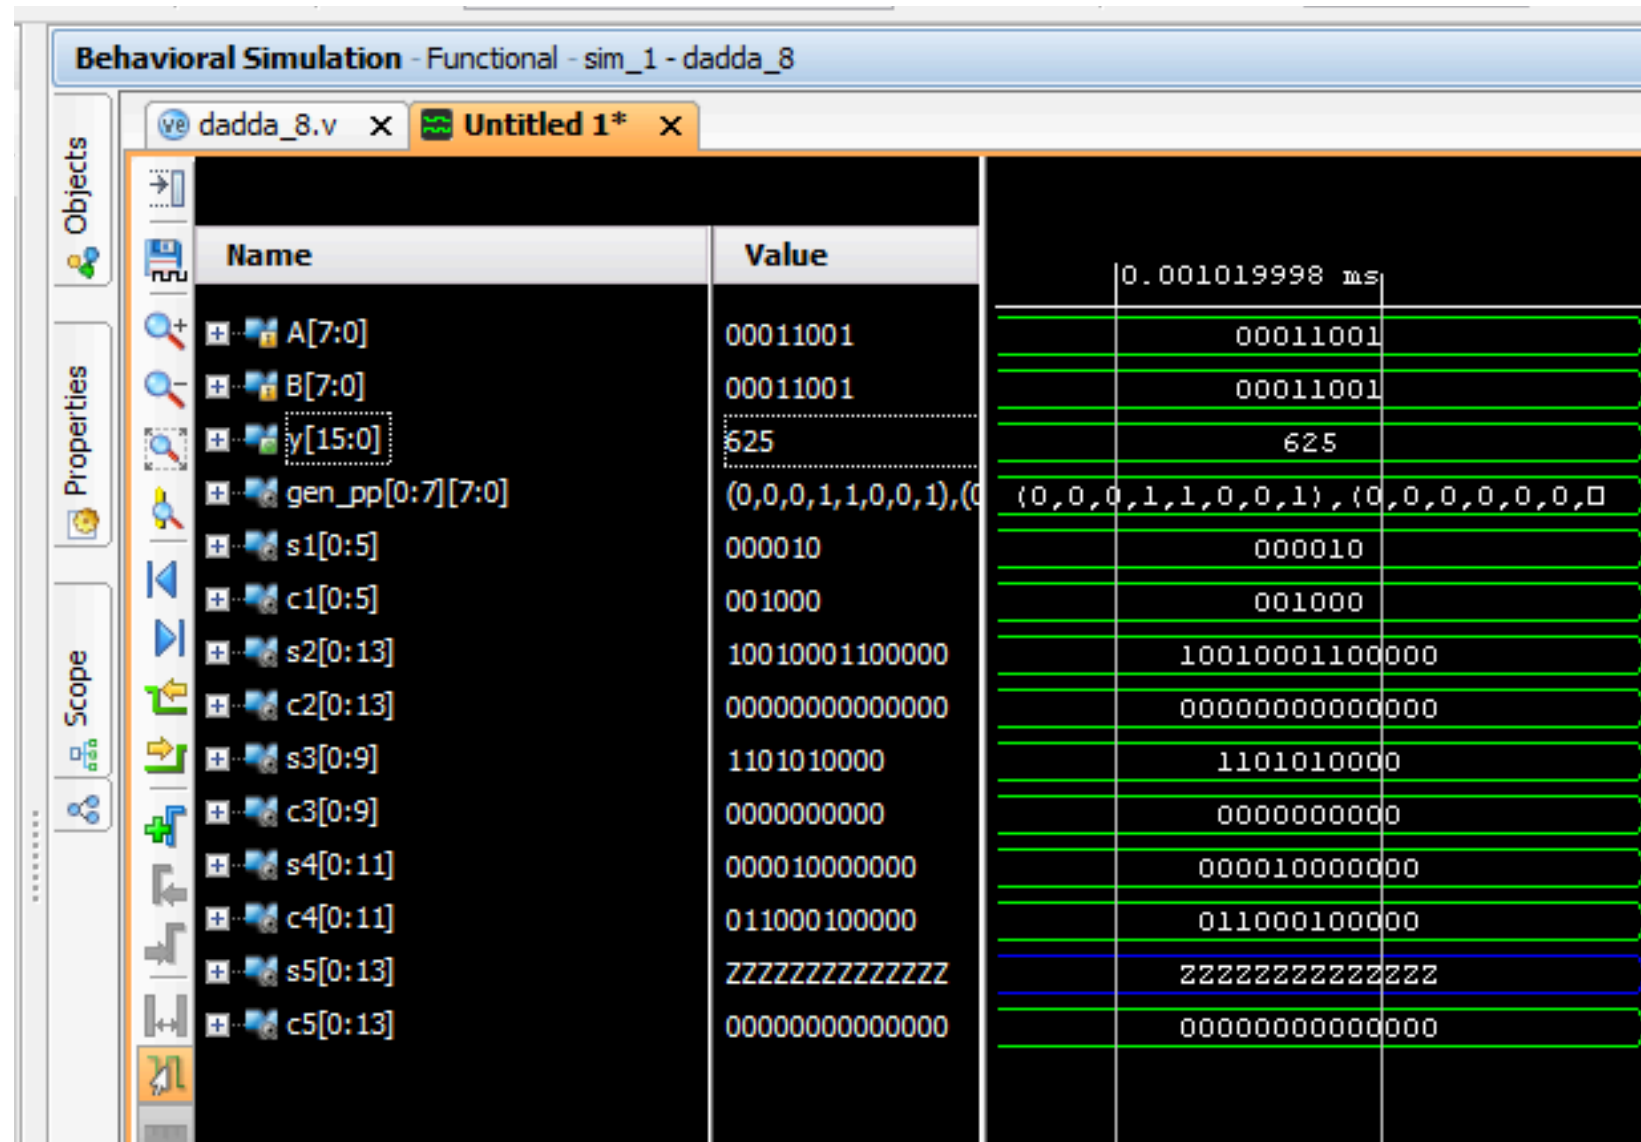 Behavioral Simulation - Functional - sim_1 - dadda_8
dadda_8.v x Untitled 1* x
Objects
Properties
Scope
Name Value
0.001019998 ms
A[7:0] 00011001 00011001
B[7:0] 00011001 00011001
y[15:0] 625 625
gen_pp[0:7][7:0] (0,0,0,1,1,0,0,1),(0 (0,0,0,1,1,0,0,1),(0,0,0,0,0,0,
s1[0:5] 000010 000010
c1[0:5] 001000 001000
s2[0:13] 10010001100000 10010001100000
c2[0:13] 00000000000000 00000000000000
s3[0:9] 1101010000 1101010000
c3[0:9] 0000000000 0000000000
s4[0:11] 000010000000 000010000000
c4[0:11] 011000100000 011000100000
s5[0:13] ZZZZZZZZZZZZZZ ZZZZZZZZZZZZZZ
c5[0:13] 00000000000000 00000000000000